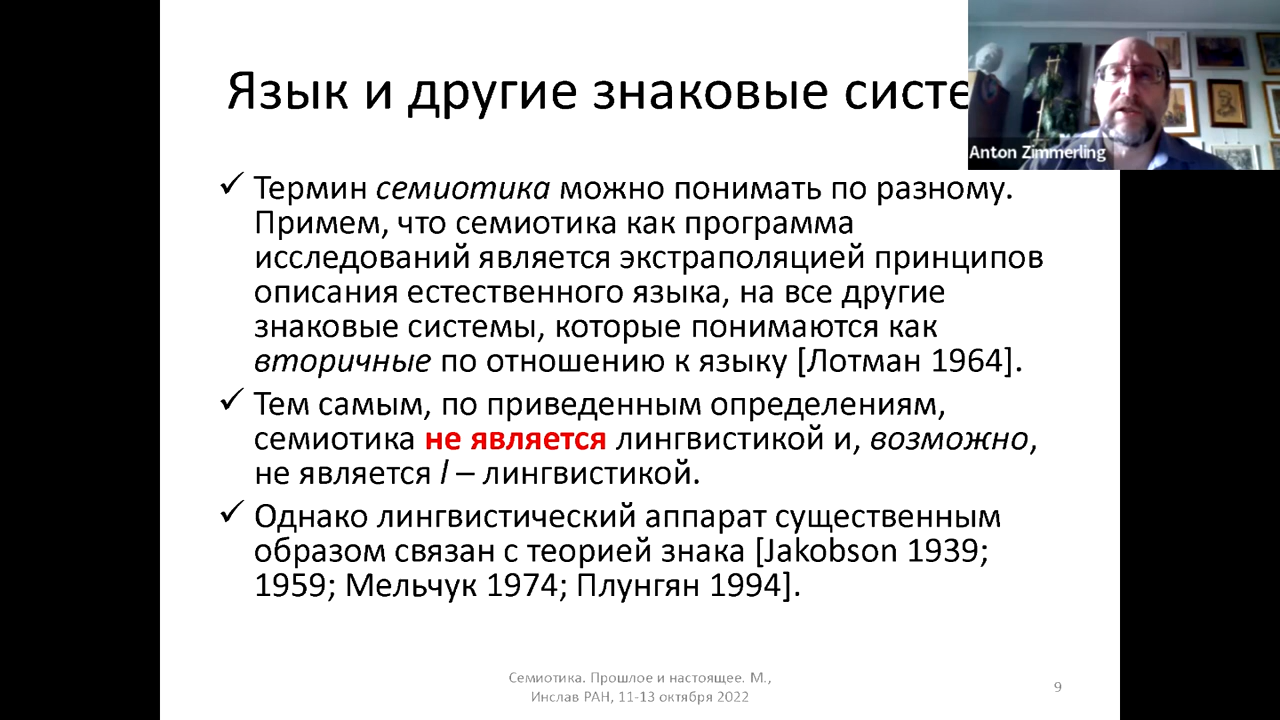 Язык и другие знаковые систе
Anton Zimmerling
✓ Термин семиотика можно понимать по разному.
Примем, что семиотика как программа
исследований является экстраполяцией принципов
описания естественного языка, на все другие
знаковые системы, которые понимаются как
вторичные по отношению к языку [Лотман 1964].
✓ Тем самым, по приведенным определениям,
семиотика не является лингвистикой и, возможно,
не является l – лингвистикой.
✓ Однако лингвистический аппарат существенным
образом связан с теорией знака [Jakobson 1939;
1959; Мельчук 1974; Плунгян 1994].
Семиотика. Прошлое и настоящее. М.,
Инслав РАН, 11-13 октября 2022
9